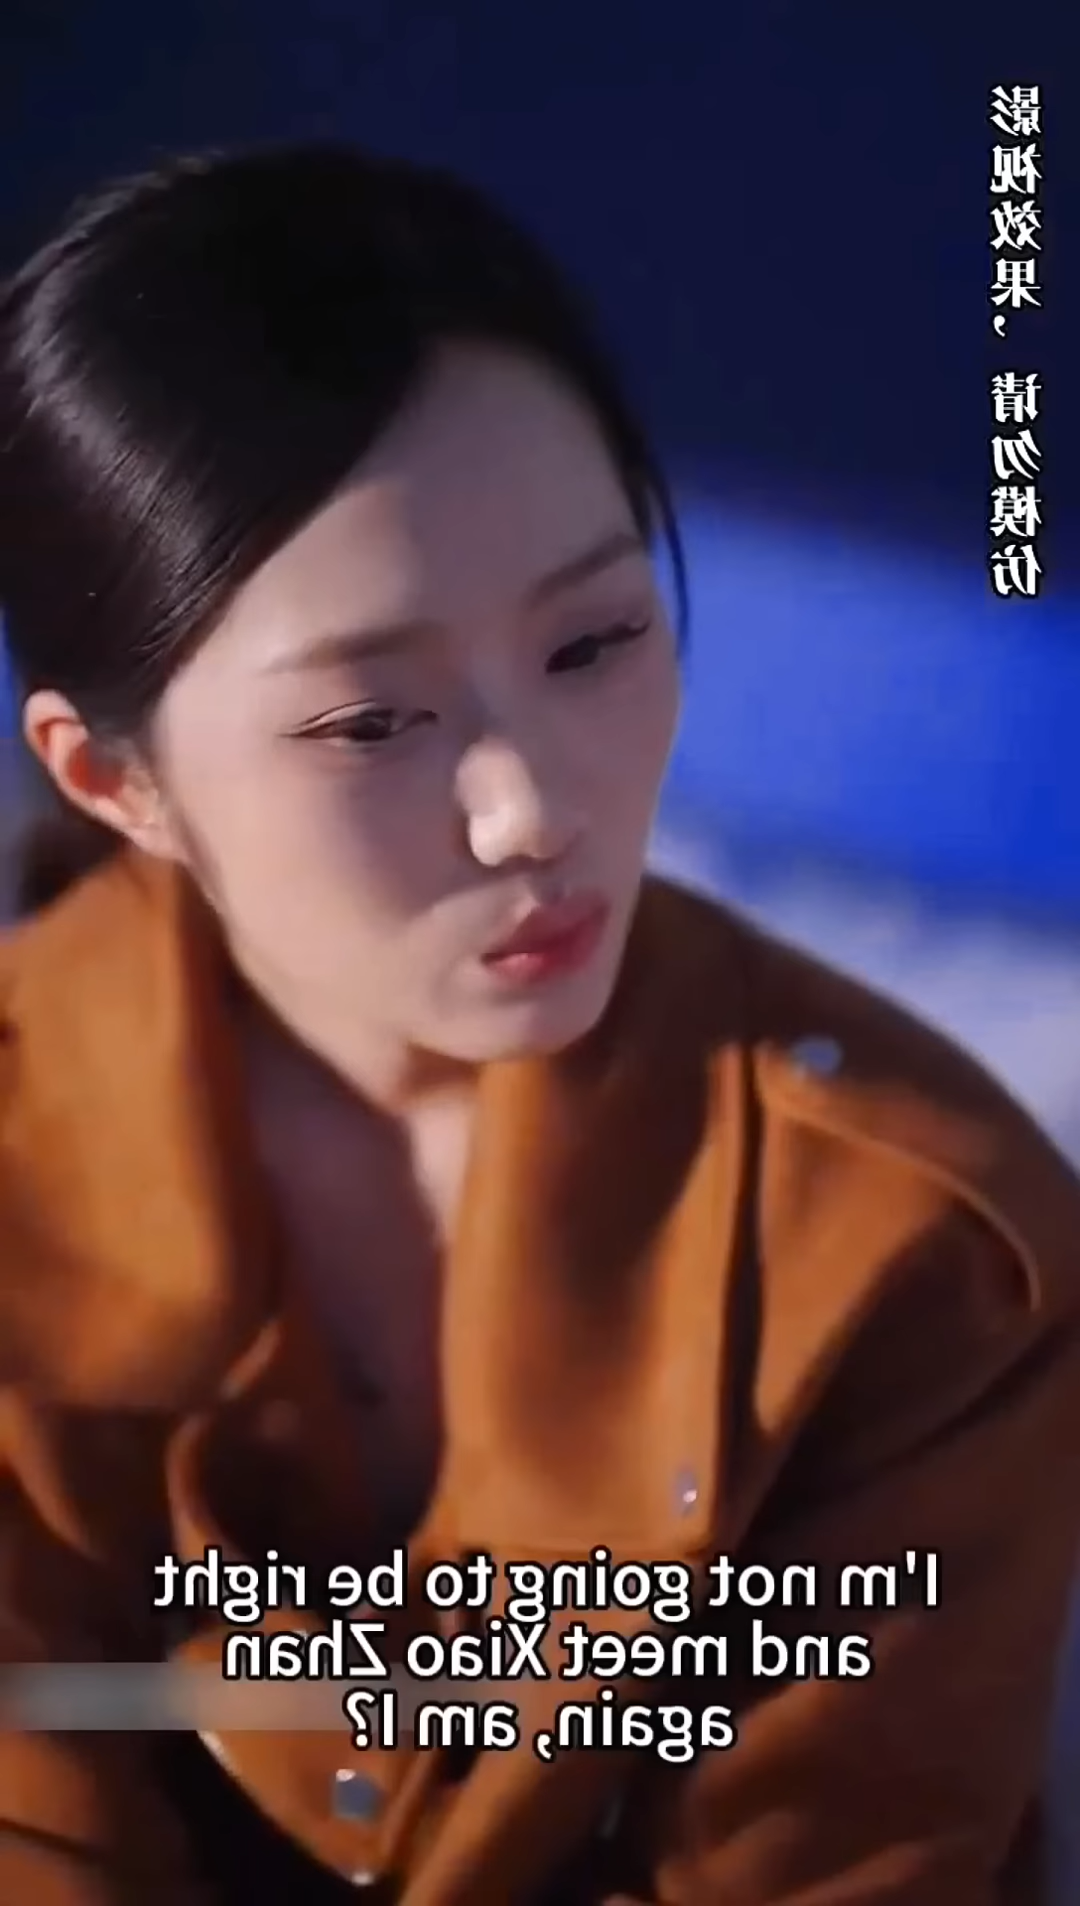 影视效果，请勿模仿
I'm not going to be right
and meet Xiao Zhan
again, am I?